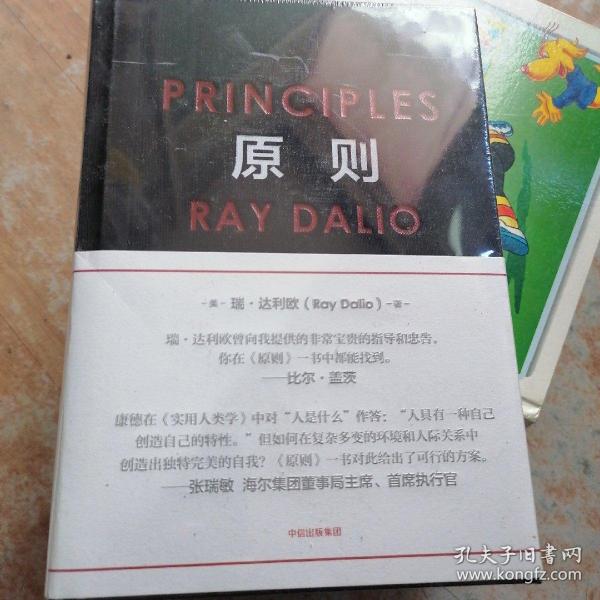 PRINCIPLES
原 则
RAY DALIO
－美－ 瑞·达利欧（Ray Dalio）－著－
瑞·达利欧曾向我提供的非常宝贵的指导和忠告，
你在《原则》一书中都能找到。
——比尔·盖茨
康德在《实用人类学》中对“人是什么”作答：“人具有一种自己
创造自己的特性。”但如何在复杂多变的环境和人际关系中
创造出独特完美的自我？《原则》一书对此给出了可行的方案。
——张瑞敏 海尔集团董事局主席、首席执行官
中信出版集团
孔夫子旧书网
www.kongfz.com